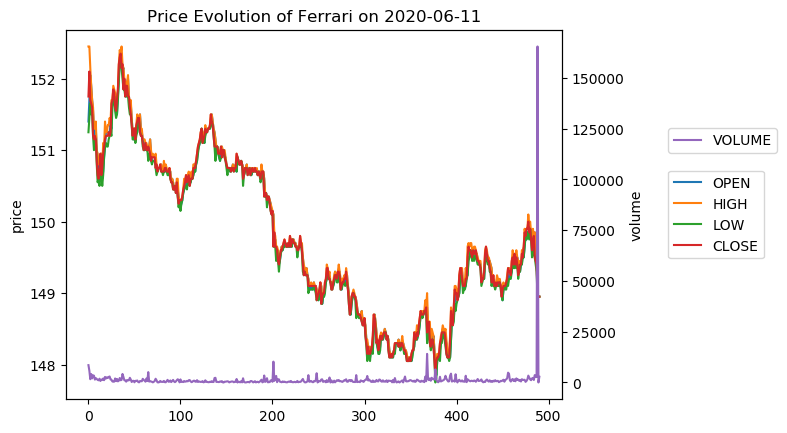 Price Evolution of Ferrari on 2020-06-11
price
152
151
150
149
148
0
100
200
300
400
500
150000
125000
100000
75000
50000
25000
0
volume
VOLUME
OPEN
HIGH
LOW
CLOSE